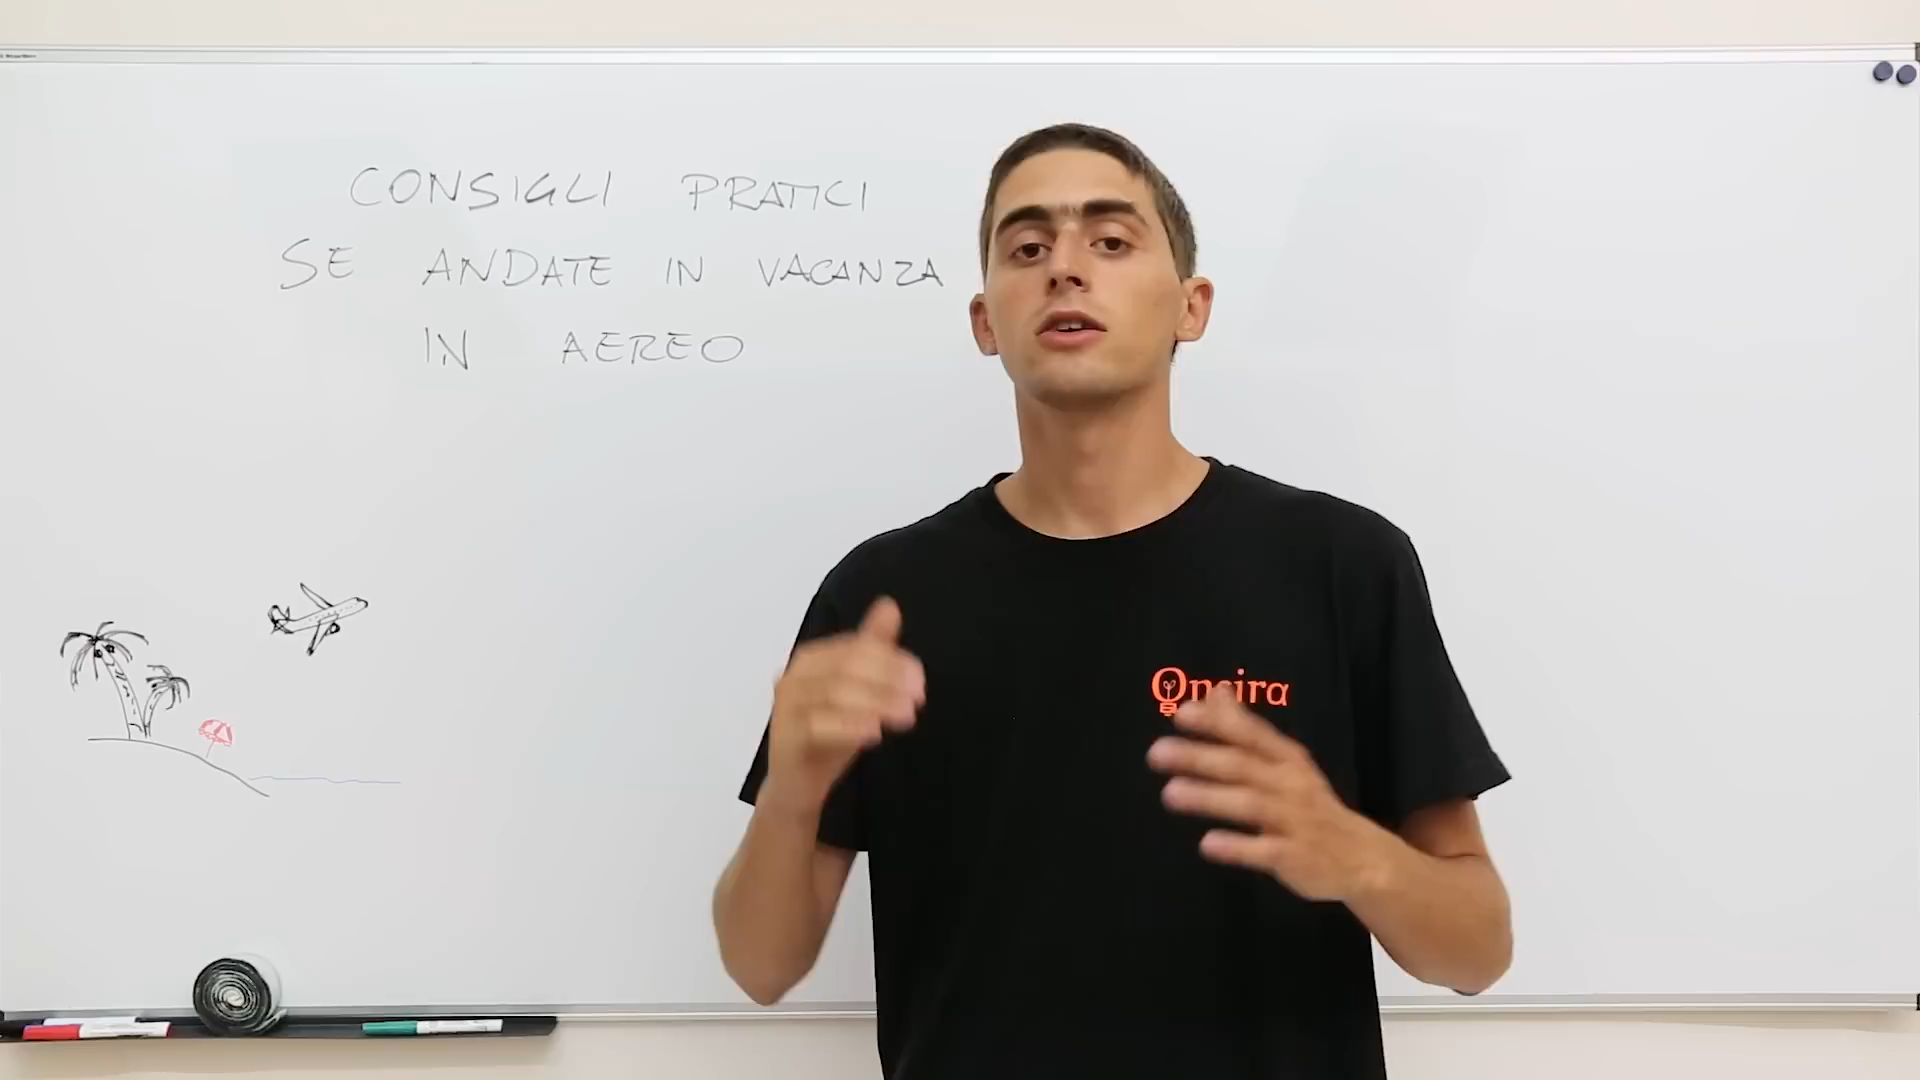 CONSIGLI PRATICI
SE ANDATE IN VACANZA
IN AEREO
Oneira